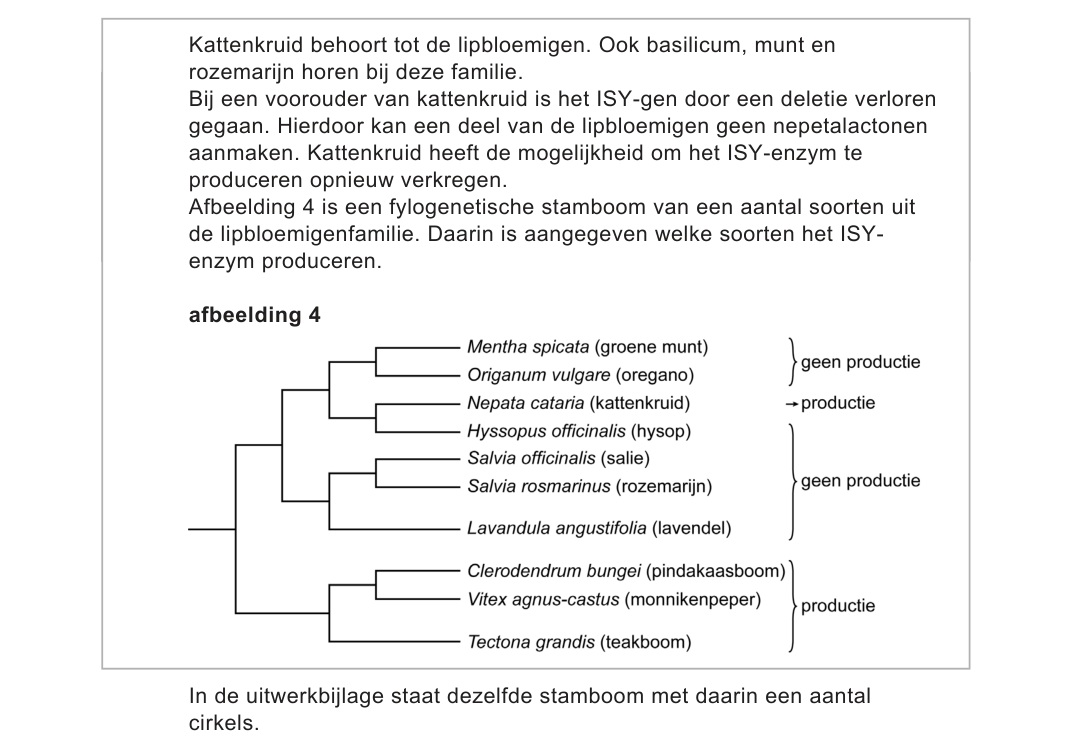 Kattenkruid behoort tot de lipbloemigen. Ook basilicum, munt en
rozemarijn horen bij deze familie.
Bij een voorouder van kattenkruid is het ISY-gen door een deletie verloren
gegaan. Hierdoor kan een deel van de lipbloemigen geen nepetalactonen
aanmaken. Kattenkruid heeft de mogelijkheid om het ISY-enzym te
produceren opnieuw verkregen.
Afbeelding 4 is een fylogenetische stamboom van een aantal soorten uit
de lipbloemigenfamilie. Daarin is aangegeven welke soorten het ISY-
enzym produceren.
afbeelding 4
Mentha spicata (groene munt)
geen productie
Origanum vulgare (oregano)
Nepata cataria (kattenkruid) → productie
Hyssopus officinalis (hysop)
Salvia officinalis (salie)
geen productie
Salvia rosmarinus (rozemarijn)
Lavandula angustifolia (lavendel)
Clerodendrum bungei (pindakaasboom)
Vitex agnus-castus (monnikenpeper)
productie
Tectona grandis (teakboom)
In de uitwerkbijlage staat dezelfde stamboom met daarin een aantal
cirkels.